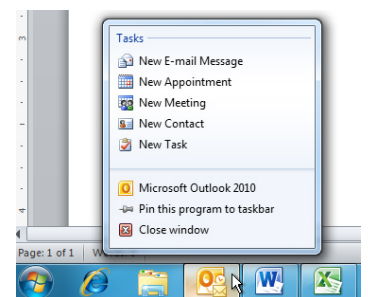 Tasks
New E-mail Message
New Appointment
New Meeting
New Contact
New Task
Microsoft Outlook 2010
Pin this program to taskbar
Close window
Page: 1 of 1